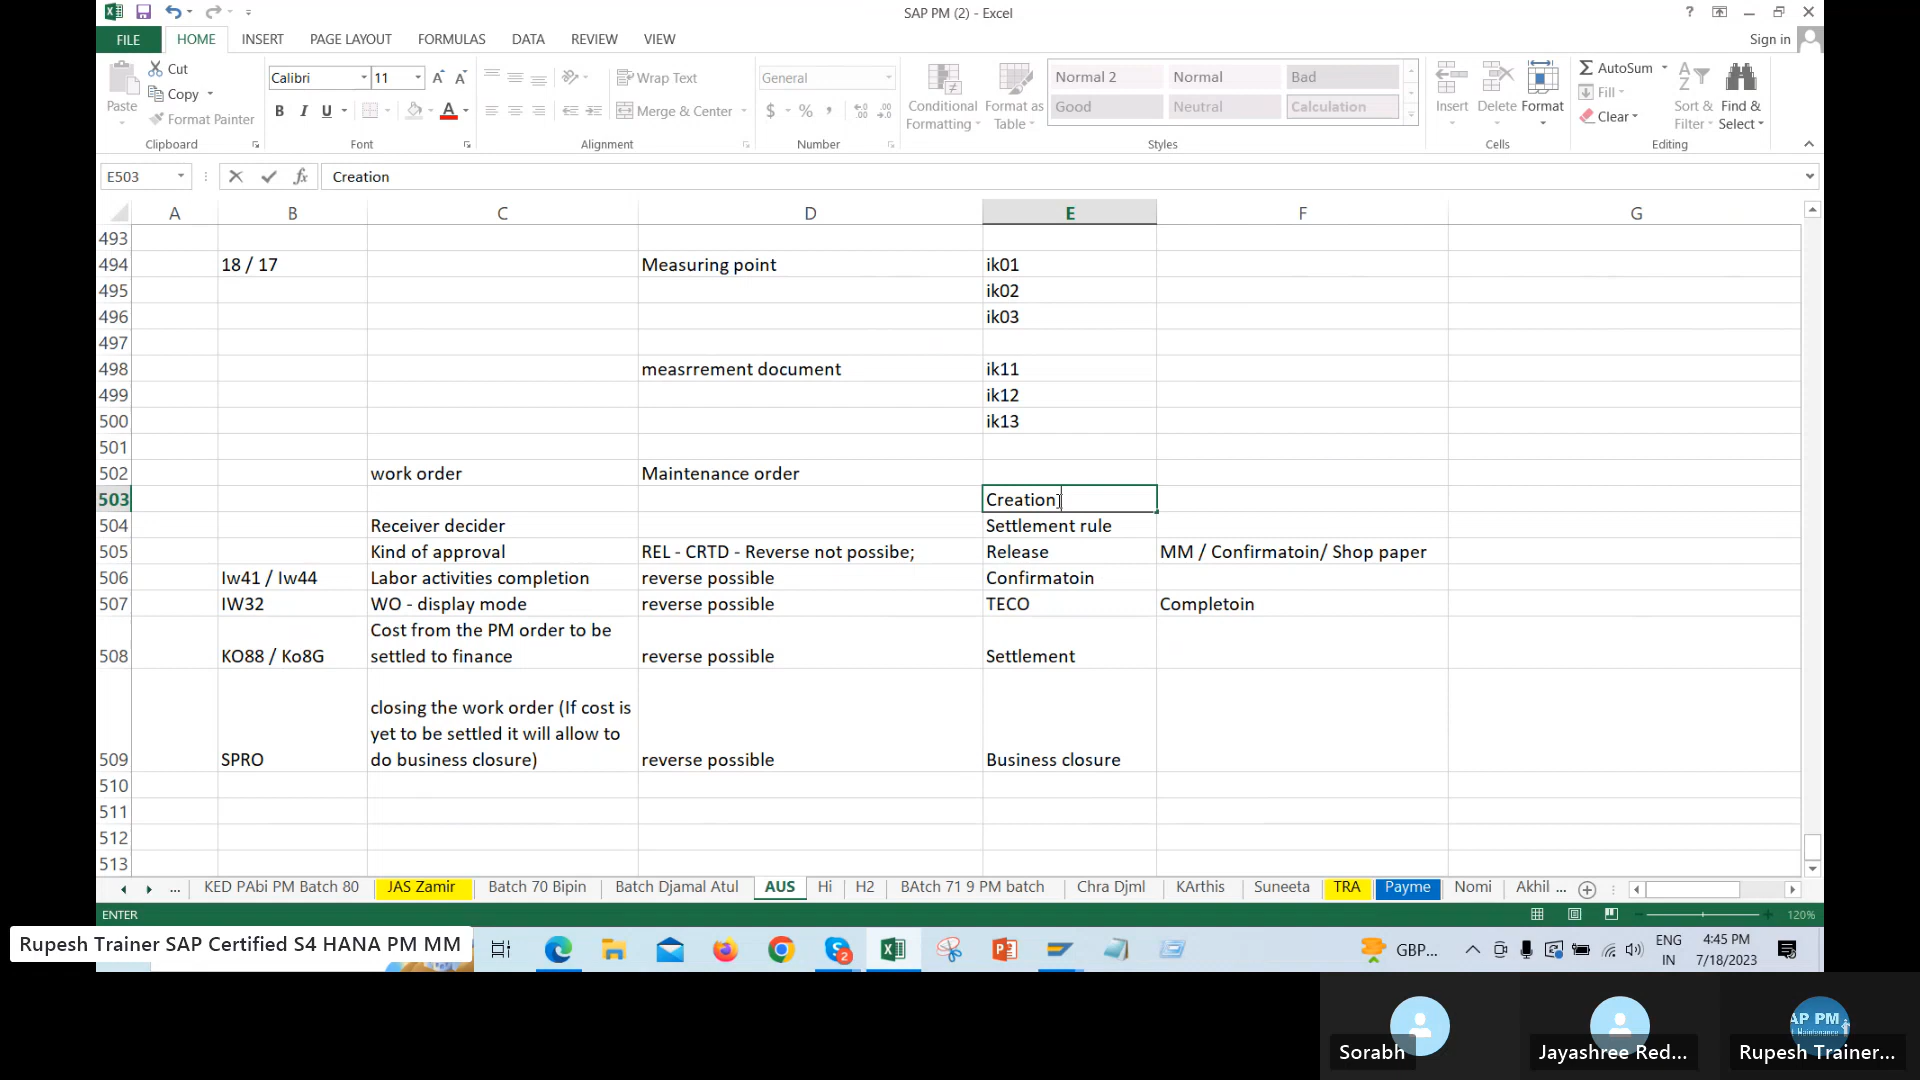 SAP PM (2) - Excel
?
FILE HOME INSERT PAGE LAYOUT FORMULAS DATA REVIEW VIEW
Sign in
Paste
Cut
Copy
Format Painter
Clipboard
Calibri 11
B I U
Font
Wrap Text
Merge & Center
Alignment
General
$ % ,
Number
Conditional Formatting
Format as Table
Normal 2 Normal Bad
Good Neutral Calculation
Styles
Insert Delete Format
Cells
AutoSum
Fill
Clear
Sort & Filter
Find & Select
Editing
E503 fx Creation
A B C D E F G
493
494 18 / 17 Measuring point ik01
495 ik02
496 ik03
497
498 measrrement document ik11
499 ik12
500 ik13
501
502 work order Maintenance order
503 Creation
504 Receiver decider Settlement rule
505 Kind of approval REL - CRTD - Reverse not possibe; Release MM / Confirmatoin/ Shop paper
506 Iw41 / Iw44 Labor activities completion reverse possible Confirmatoin
507 IW32 WO - display mode reverse possible TECO Completoin
Cost from the PM order to be
508 KO88 / Ko8G settled to finance reverse possible Settlement
closing the work order (If cost is
yet to be settled it will allow to
509 SPRO do business closure) reverse possible Business closure
510
511
512
513
... KED PAbi PM Batch 80 JAS Zamir Batch 70 Bipin Batch Djamal Atul AUS Hi H2 BAtch 71 9 PM batch Chra Djml KArthis Suneeta TRA Payme Nomi Akhil ...
ENTER 120%
Rupesh Trainer SAP Certified S4 HANA PM MM
2
GBP...
ENG
IN
4:45 PM
7/18/2023
AP PM
Sorabh Jayashree Red... Rupesh Trainer...